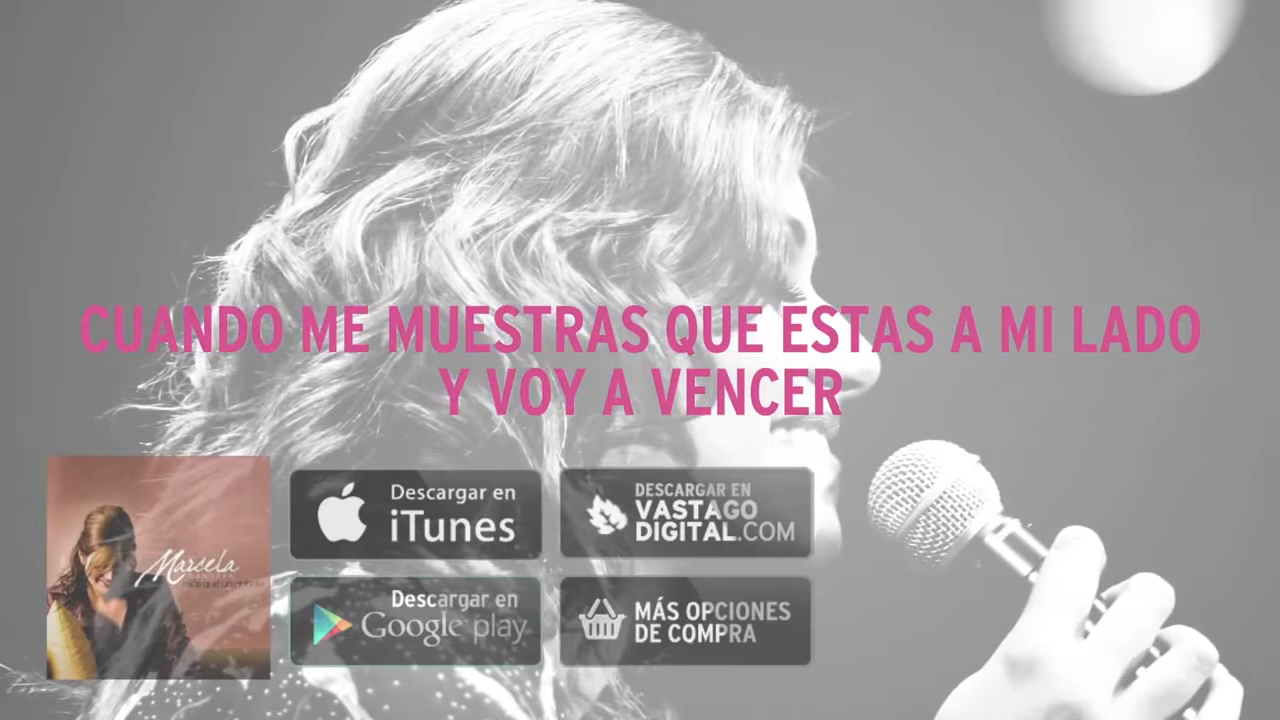 CUANDO ME MUESTRAS QUE ESTAS A MI LADO
Y VOY A VENCER
Marcela
Descargar en
iTunes
DESCARGAR EN
VASTAGO
DIGITAL.COM
Descargar en
Google play
MÁS OPCIONES
DE COMPRA